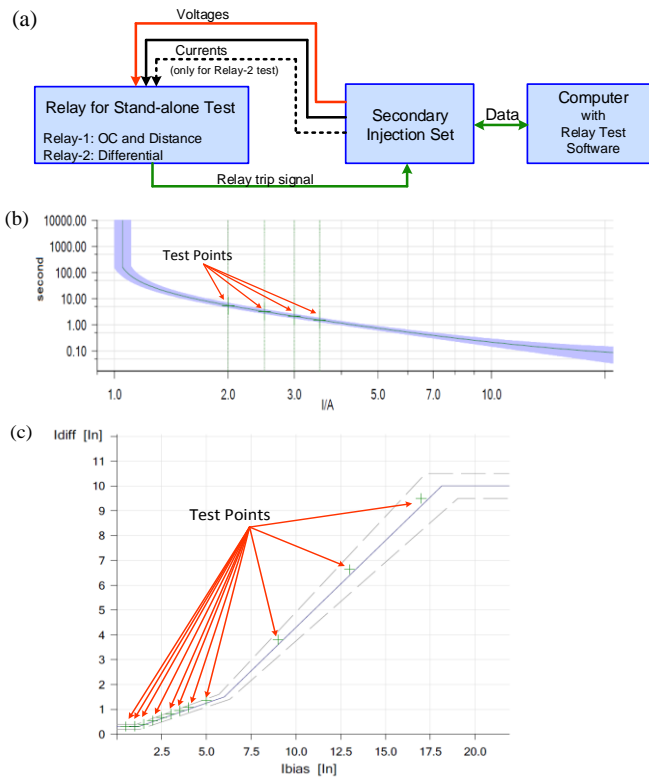 (a)
Voltages
Currents
(only for Relay-2 test)
Relay for Stand-alone Test
Relay-1: OC and Distance
Relay-2: Differential
Secondary
Injection Set
Data
Computer
with
Relay Test
Software
Relay trip signal
(b)
second
10000.00
1000.00
100.00
10.00
1.00
0.10
Test Points
1.0 2.0 3.0 5.0 7.0 10.0
I/A
(c)
Idiff [In]
11
10
9
8
7
6
5
4
3
2
1
0
Test Points
2.5 5.0 7.5 10.0 12.5 15.0 17.5 20.0
Ibias [In]